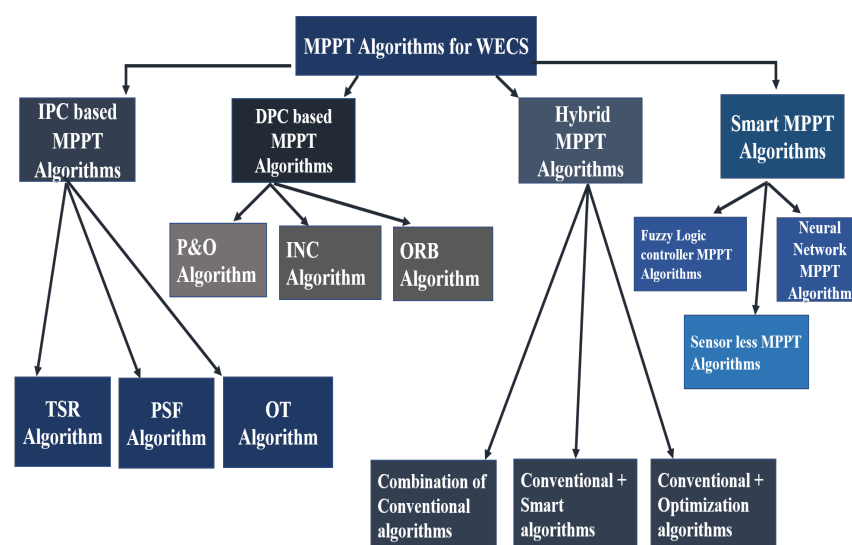 MPPT Algorithms for WECS
IPC based
MPPT
Algorithms
DPC based
MPPT
Algorithms
Hybrid
MPPT
Algorithms
Smart MPPT
Algorithms
P&O
Algorithm
INC
Algorithm
ORB
Algorithm
Fuzzy Logic
controller MPPT
Algorithms
Neural
Network
MPPT
Algorithm
Sensor less MPPT
Algorithms
TSR
Algorithm
PSF
Algorithm
OT
Algorithm
Combination of
Conventional
algorithms
Conventional +
Smart
algorithms
Conventional +
Optimization
algorithms